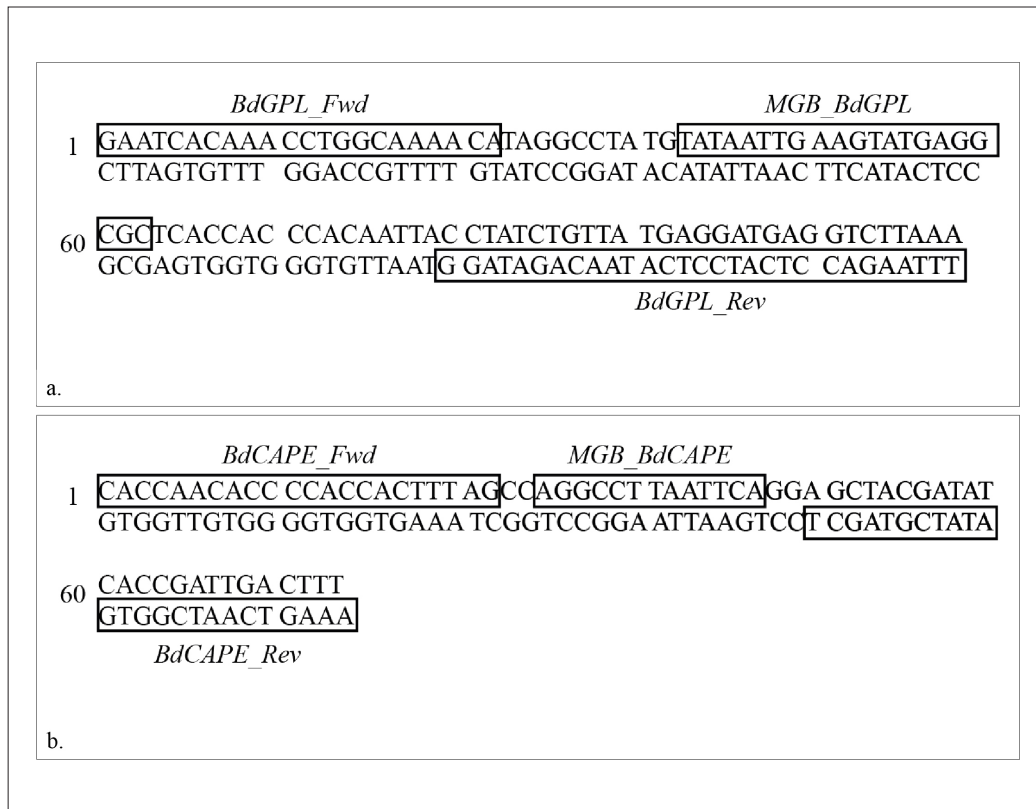 BdGPL_Fwd MGB_BdGPL
1 GAATCACAAA CCTGGCAAAA CATAGGCCTA TGTATAATTG AAGTATGAGG
CTTAGTGTTT GGACCGTTTT GTATCCGGAT ACATATTAAC TTCATACTCC
60 CGCTCACCAC CCACAATTAC CTATCTGTTA TGAGGATGAG GTCTTAAA
GCGAGTGGTG GGTGTTAATG GATAGACAAT ACTCCTACTC CAGAATTT
BdGPL_Rev
a.
BdCAPE_Fwd MGB_BdCAPE
1 CACCAACACC CCACCACTTT AGCCAGGCCT TAATTCAGGA GCTACGATAT
GTGGTTGTGG GGTGGTGAAA TCGGTCCGGA ATTAAGTCCT CGATGCTATA
60 CACCGATTGA CTTT
GTGGCTAACT GAAA
BdCAPE_Rev
b.